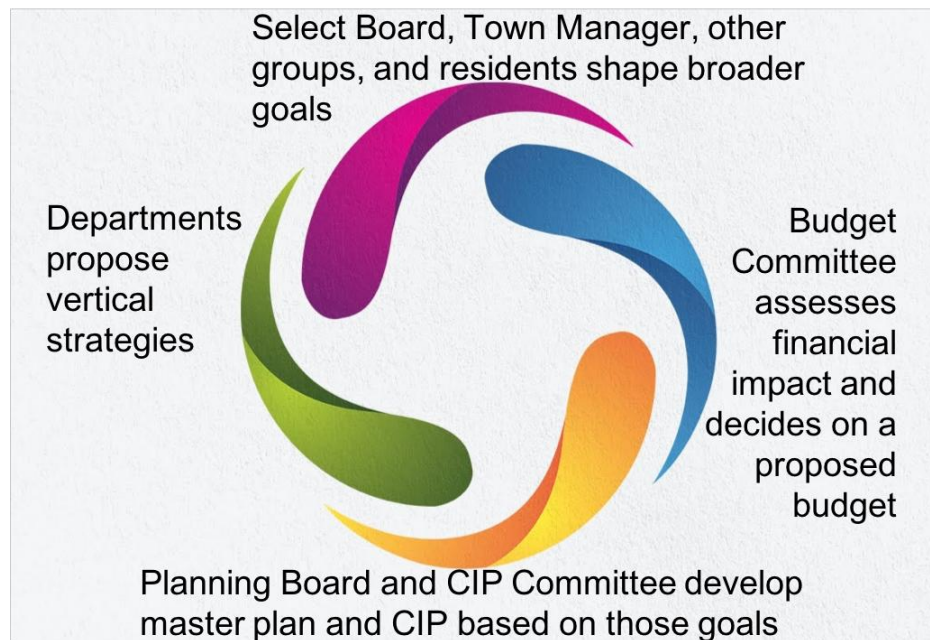 Select Board, Town Manager, other
groups, and residents shape broader
goals
Departments
propose
vertical
strategies
Budget
Committee
assesses
financial
impact and
decides on a
proposed
budget
Planning Board and CIP Committee develop
master plan and CIP based on those goals